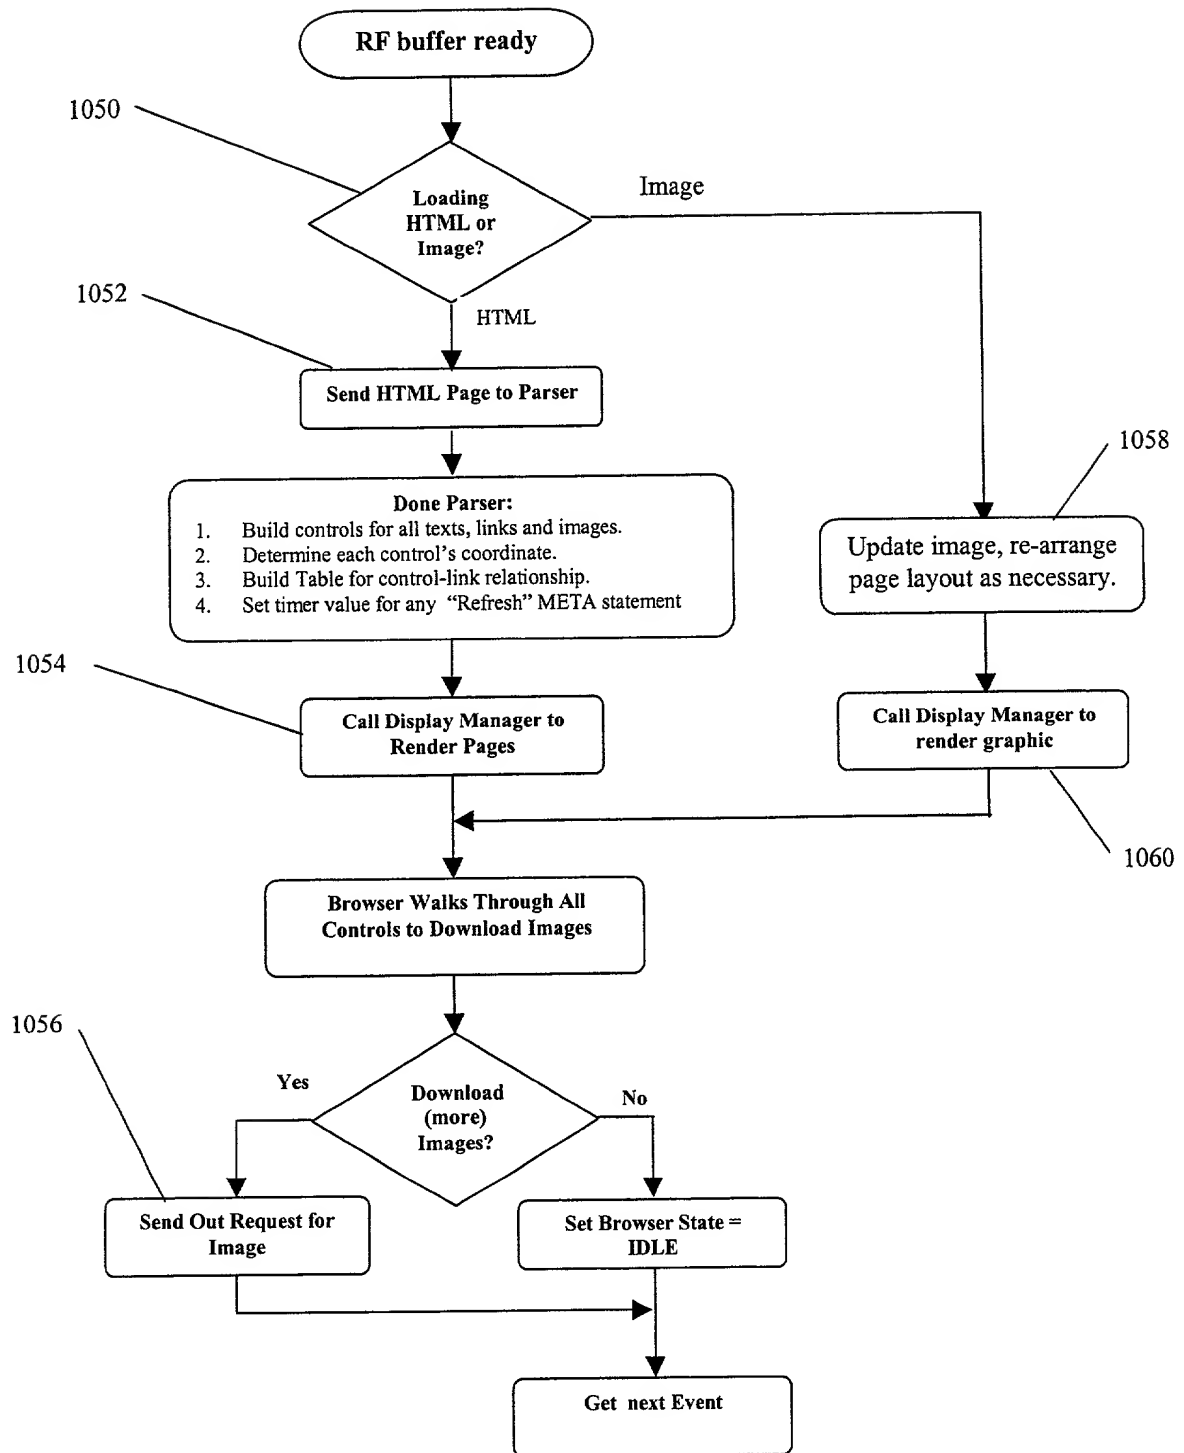 RF buffer ready
1050
Loading
HTML or
Image?
Image
1052
HTML
Send HTML Page to Parser
1058
Done Parser:
1. Build controls for all texts, links and images.
2. Determine each control's coordinate.
3. Build Table for control-link relationship.
4. Set timer value for any “Refresh” META statement
Update image, re-arrange
page layout as necessary.
1054
Call Display Manager to
Render Pages
Call Display Manager to
render graphic
1060
Browser Walks Through All
Controls to Download Images
1056
Yes
Download
(more)
Images?
No
Send Out Request for
Image
Set Browser State =
IDLE
Get next Event